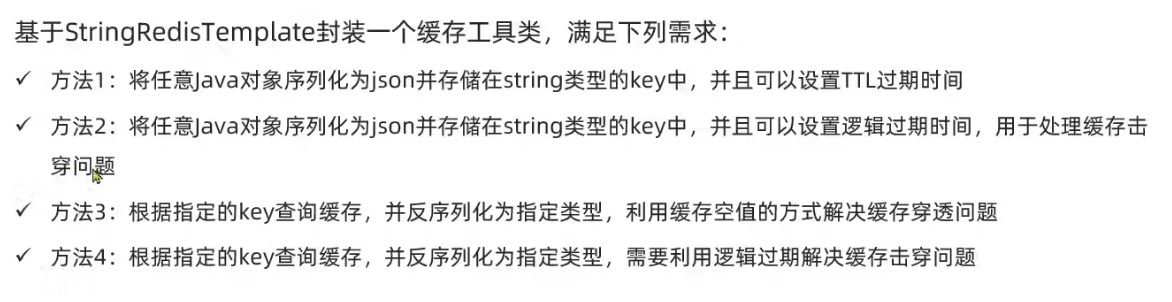 基于StringRedisTemplate封装一个缓存工具类，满足下列需求：
✓ 方法1：将任意Java对象序列化为json并存储在string类型的key中，并且可以设置TTL过期时间
✓ 方法2：将任意Java对象序列化为json并存储在string类型的key中，并且可以设置逻辑过期时间，用于处理缓存击
穿问题
✓ 方法3：根据指定的key查询缓存，并反序列化为指定类型，利用缓存空值的方式解决缓存穿透问题
✓ 方法4：根据指定的key查询缓存，并反序列化为指定类型，需要利用逻辑过期解决缓存击穿问题